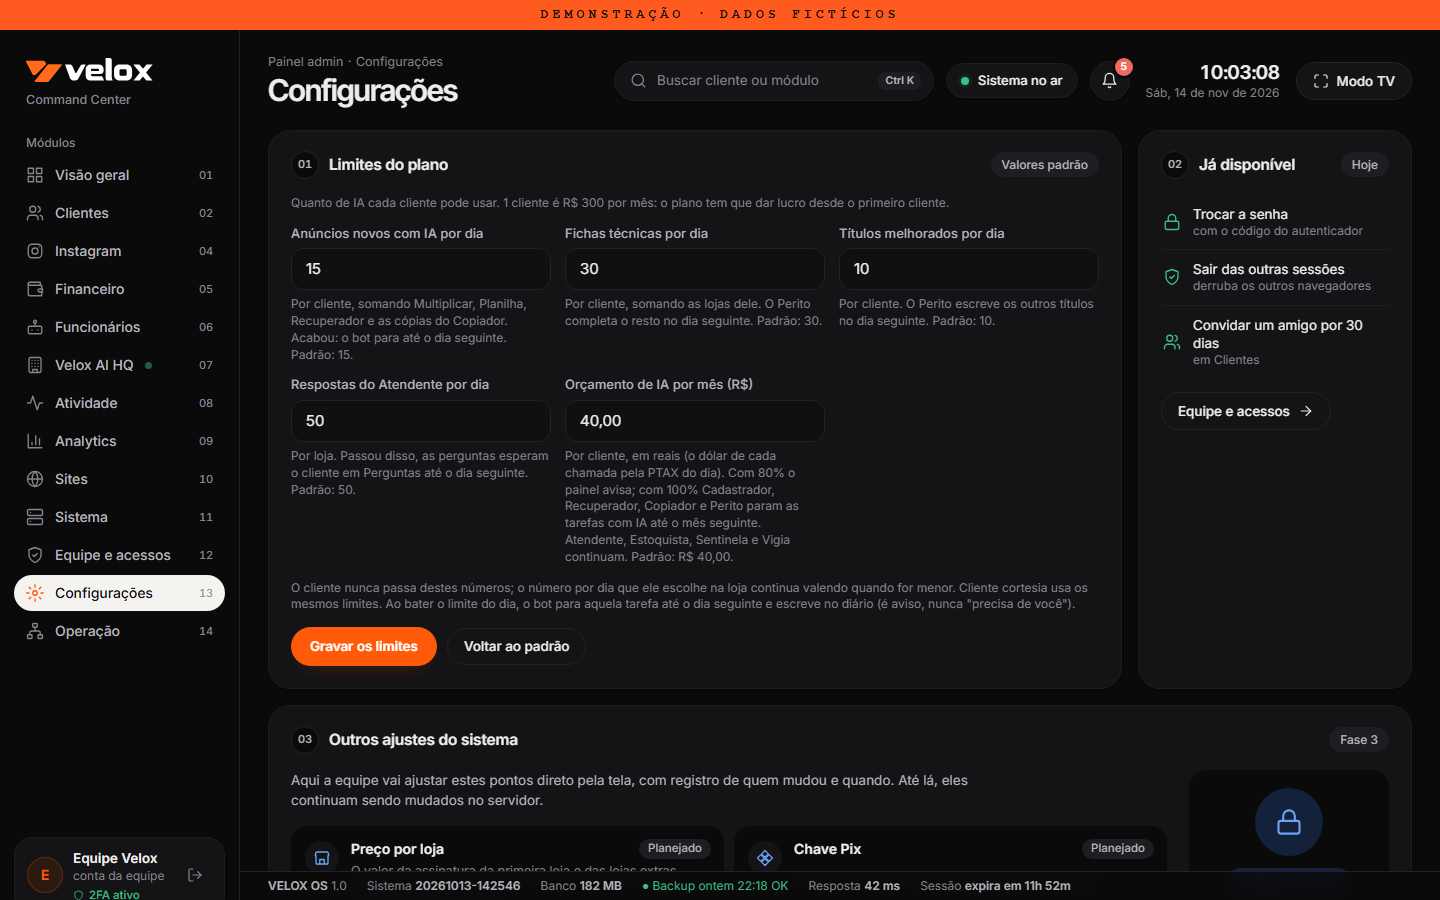 DEMONSTRAÇÃO · DADOS FICTÍCIOS
velox
Command Center
Módulos
Visão geral 01
Clientes 02
Instagram 04
Financeiro 05
Funcionários 06
Velox AI HQ 07
Atividade 08
Analytics 09
Sites 10
Sistema 11
Equipe e acessos 12
Configurações 13
Operação 14
E
Equipe Velox
conta da equipe
2FA ativo
Painel admin · Configurações
Configurações
Buscar cliente ou módulo Ctrl K
Sistema no ar
5
10:03:08
Sáb, 14 de nov de 2026
Modo TV
01 Limites do plano Valores padrão
Quanto de IA cada cliente pode usar. 1 cliente é R$ 300 por mês: o plano tem que dar lucro desde o primeiro cliente.
Anúncios novos com IA por dia
15
Por cliente, somando Multiplicar, Planilha,
Recuperador e as cópias do Copiador.
Acabou: o bot para até o dia seguinte.
Padrão: 15.
Fichas técnicas por dia
30
Por cliente, somando as lojas dele. O Perito
completa o resto no dia seguinte. Padrão: 30.
Títulos melhorados por dia
10
Por cliente. O Perito escreve os outros títulos
no dia seguinte. Padrão: 10.
Respostas do Atendente por dia
50
Por loja. Passou disso, as perguntas esperam
o cliente em Perguntas até o dia seguinte.
Padrão: 50.
Orçamento de IA por mês (R$)
40,00
Por cliente, em reais (o dólar de cada
chamada pela PTAX do dia). Com 80% o
painel avisa; com 100% Cadastrador,
Recuperador, Copiador e Perito param as
tarefas com IA até o mês seguinte.
Atendente, Estoquista, Sentinela e Vigia
continuam. Padrão: R$ 40,00.
O cliente nunca passa destes números; o número por dia que ele escolhe na loja continua valendo quando for menor. Cliente cortesia usa os
mesmos limites. Ao bater o limite do dia, o bot para aquela tarefa até o dia seguinte e escreve no diário (é aviso, nunca "precisa de você").
Gravar os limites
Voltar ao padrão
02 Já disponível Hoje
Trocar a senha
com o código do autenticador
Sair das outras sessões
derruba os outros navegadores
Convidar um amigo por 30
dias
em Clientes
Equipe e acessos
03 Outros ajustes do sistema Fase 3
Aqui a equipe vai ajustar estes pontos direto pela tela, com registro de quem mudou e quando. Até lá, eles
continuam sendo mudados no servidor.
Preço por loja Planejado
O valor da assinatura da primeira loja e das lojas extras
Chave Pix Planejado
VELOX OS 1.0 Sistema 20261013-142546 Banco 182 MB Backup ontem 22:18 OK Resposta 42 ms Sessão expira em 11h 52m